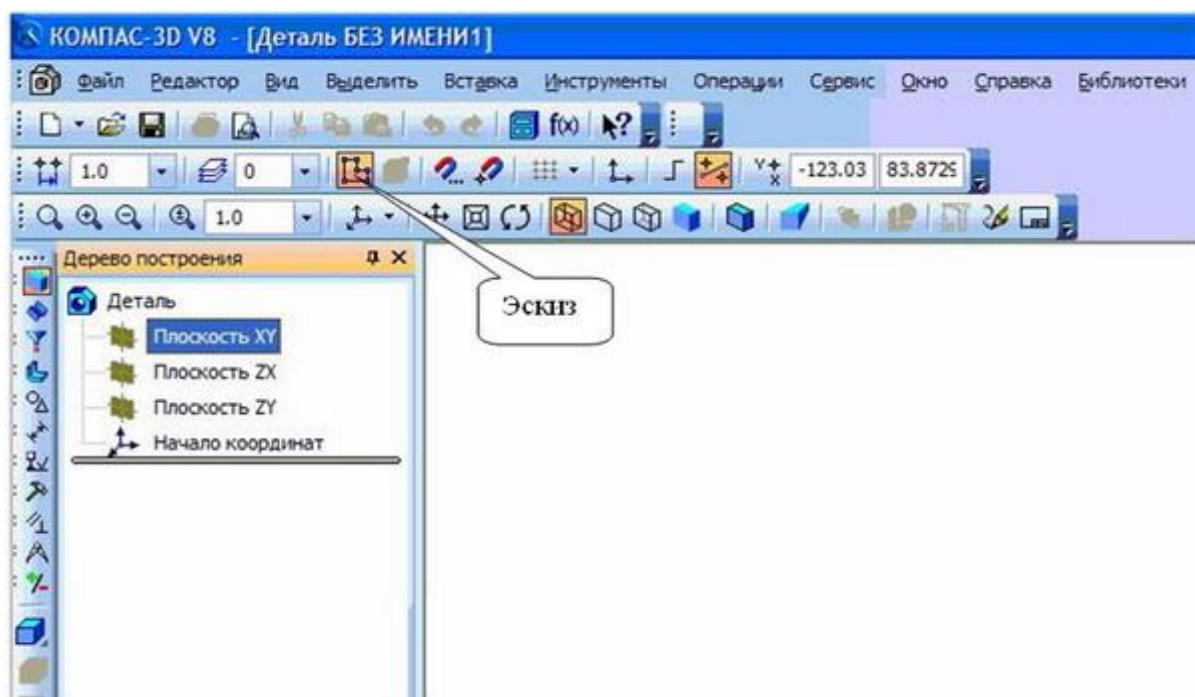 КОМПАС-3D V8 - [Деталь БЕЗ ИМЕНИ1]
Файл Редактор Вид Выделить Вставка Инструменты Операции Сервис Окно Справка Библиотеки
f(x)
1.0 0 -123.03 83.8729
1.0
Дерево построения
Эскиз
Деталь
Плоскость XY
Плоскость ZX
Плоскость ZY
Начало координат